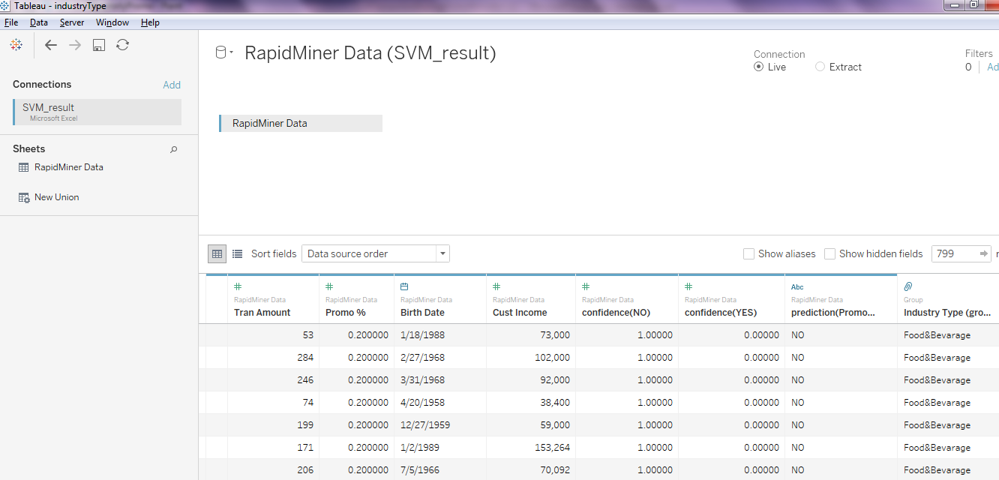 Tableau - industryType
File Data Server Window Help
RapidMiner Data (SVM_result)
Connection
Live Extract
Filters
0 Ad
Connections Add
SVM_result
Microsoft Excel
RapidMiner Data
Sheets
RapidMiner Data
New Union
Sort fields Data source order Show aliases Show hidden fields 799
# # # # # Abc
RapidMiner Data RapidMiner Data RapidMiner Data RapidMiner Data RapidMiner Data RapidMiner Data RapidMiner Data Group
Tran Amount Promo % Birth Date Cust Income confidence(NO) confidence(YES) prediction(Promo... Industry Type (gro...
53 0.200000 1/18/1988 73,000 1.00000 0.00000 NO Food&Bevarage
284 0.200000 2/27/1968 102,000 1.00000 0.00000 NO Food&Bevarage
246 0.200000 3/31/1968 92,000 1.00000 0.00000 NO Food&Bevarage
74 0.200000 4/20/1958 38,400 1.00000 0.00000 NO Food&Bevarage
199 0.200000 12/27/1959 59,000 1.00000 0.00000 NO Food&Bevarage
171 0.200000 1/2/1989 153,264 1.00000 0.00000 NO Food&Bevarage
206 0.200000 7/5/1966 70,092 1.00000 0.00000 NO Food&Bevarage